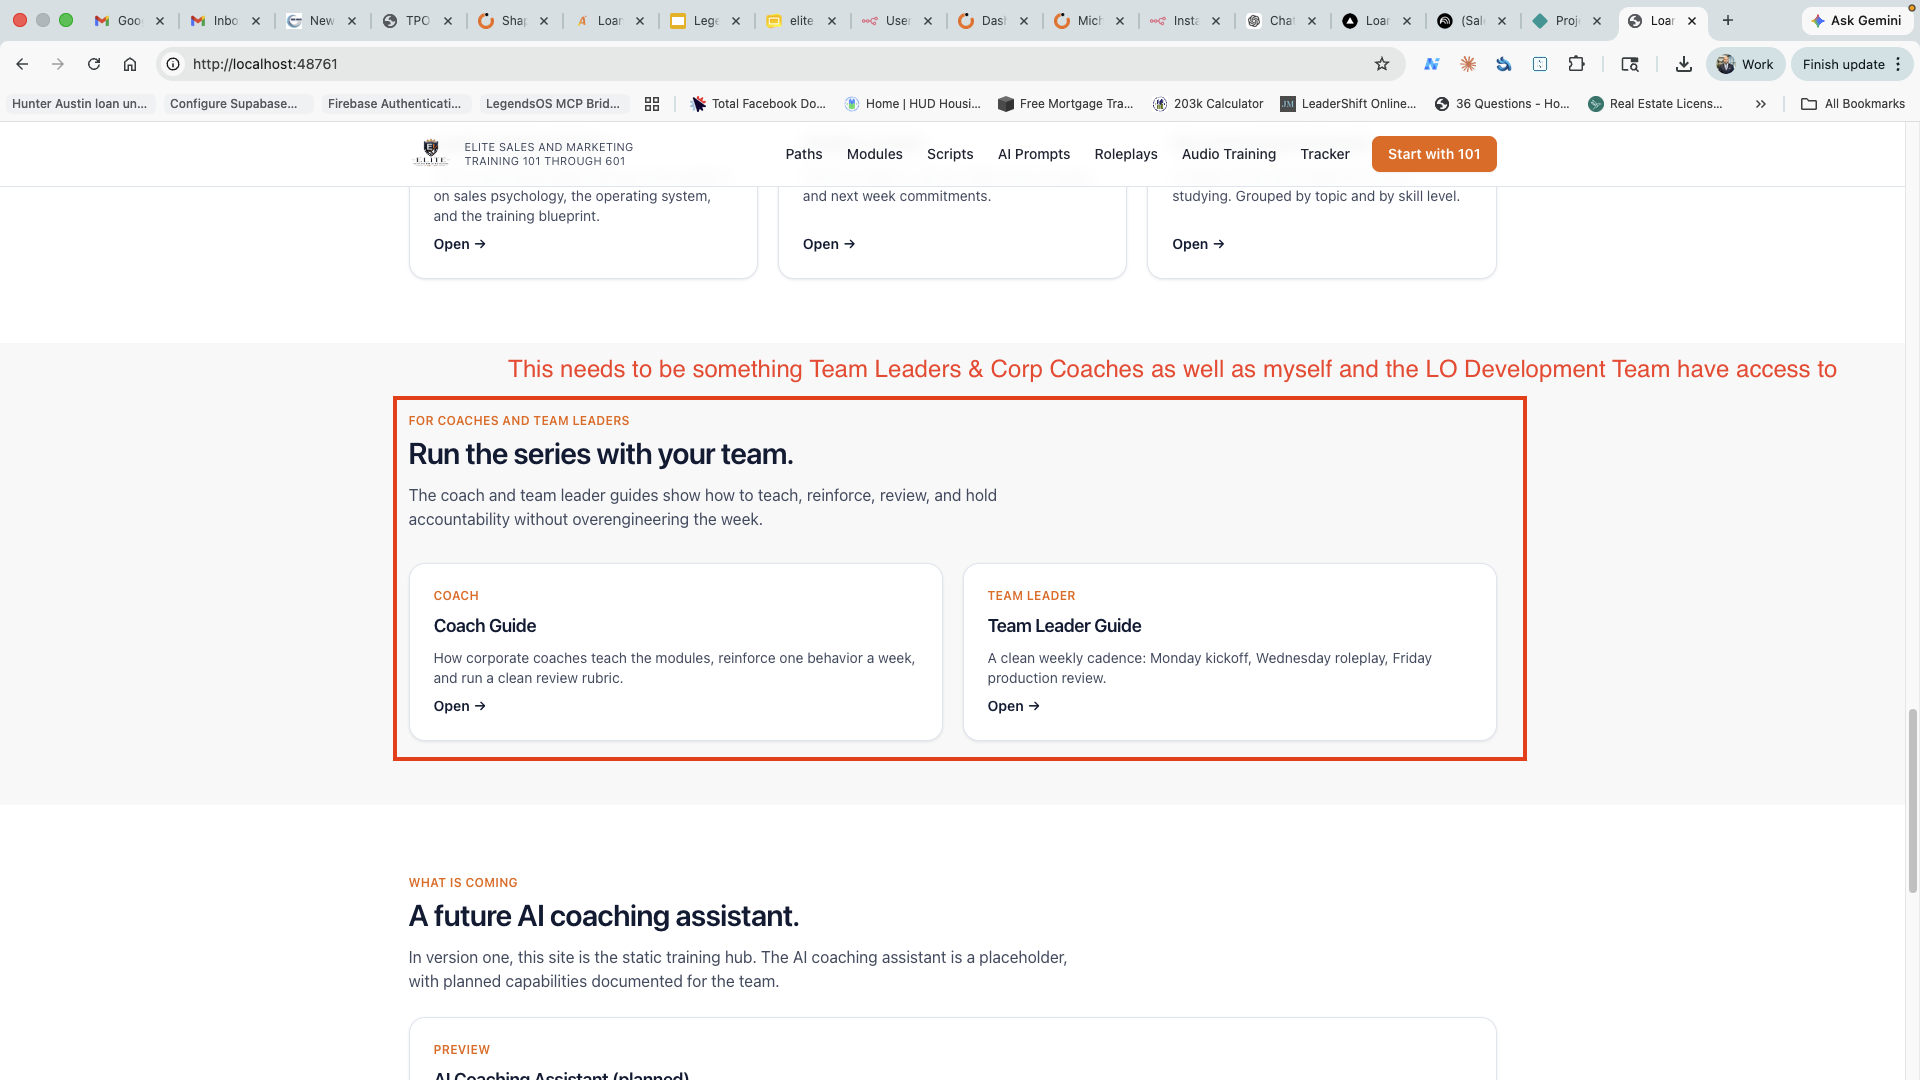 Goo
Inbo
New
TPO
Sha
Loan
Lege
elite
User
Dash
Mich
Insta
Chat
Loan
(Sal
Proj
Loan
Ask Gemini
http://localhost:48761
Work
Finish update
Hunter Austin loan un...
Configure Supabase...
Firebase Authenticati...
LegendsOS MCP Brid...
Total Facebook Do...
Home | HUD Housi...
Free Mortgage Tra...
203k Calculator
LeaderShift Online...
36 Questions - Ho...
Real Estate Licens...
All Bookmarks
ELITE
ELITE SALES AND MARKETING
TRAINING 101 THROUGH 601
Paths
Modules
Scripts
AI Prompts
Roleplays
Audio Training
Tracker
Start with 101
on sales psychology, the operating system,
and the training blueprint.
Open →
and next week commitments.
Open →
studying. Grouped by topic and by skill level.
Open →
This needs to be something Team Leaders & Corp Coaches as well as myself and the LO Development Team have access to
FOR COACHES AND TEAM LEADERS
Run the series with your team.
The coach and team leader guides show how to teach, reinforce, review, and hold
accountability without overengineering the week.
COACH
Coach Guide
How corporate coaches teach the modules, reinforce one behavior a week,
and run a clean review rubric.
Open →
TEAM LEADER
Team Leader Guide
A clean weekly cadence: Monday kickoff, Wednesday roleplay, Friday
production review.
Open →
WHAT IS COMING
A future AI coaching assistant.
In version one, this site is the static training hub. The AI coaching assistant is a placeholder,
with planned capabilities documented for the team.
PREVIEW
AI Coaching Assistant (planned)